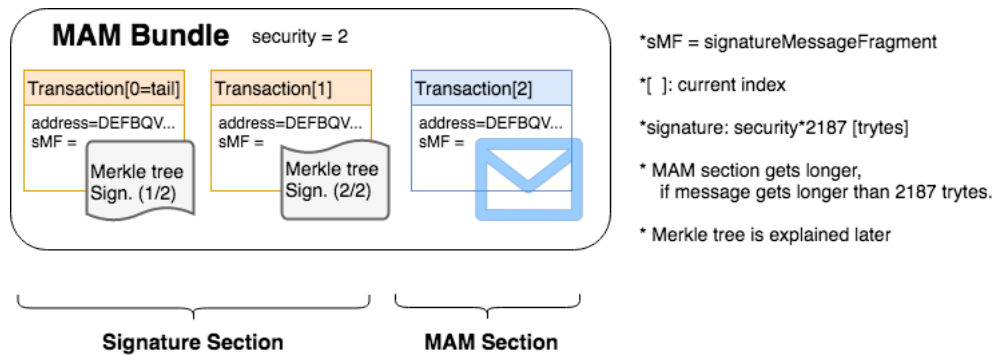 MAM Bundle security = 2
Transaction[0=tail]
address=DEFBQV...
sMF =
Merkle tree
Sign. (1/2)
Transaction[1]
address=DEFBQV...
sMF =
Merkle tree
Sign. (2/2)
Transaction[2]
address=DEFBQV...
sMF =
Signature Section
MAM Section
*sMF = signatureMessageFragment
*[ ]: current index
*signature: security*2187 [trytes]
* MAM section gets longer,
if message gets longer than 2187 trytes.
* Merkle tree is explained later